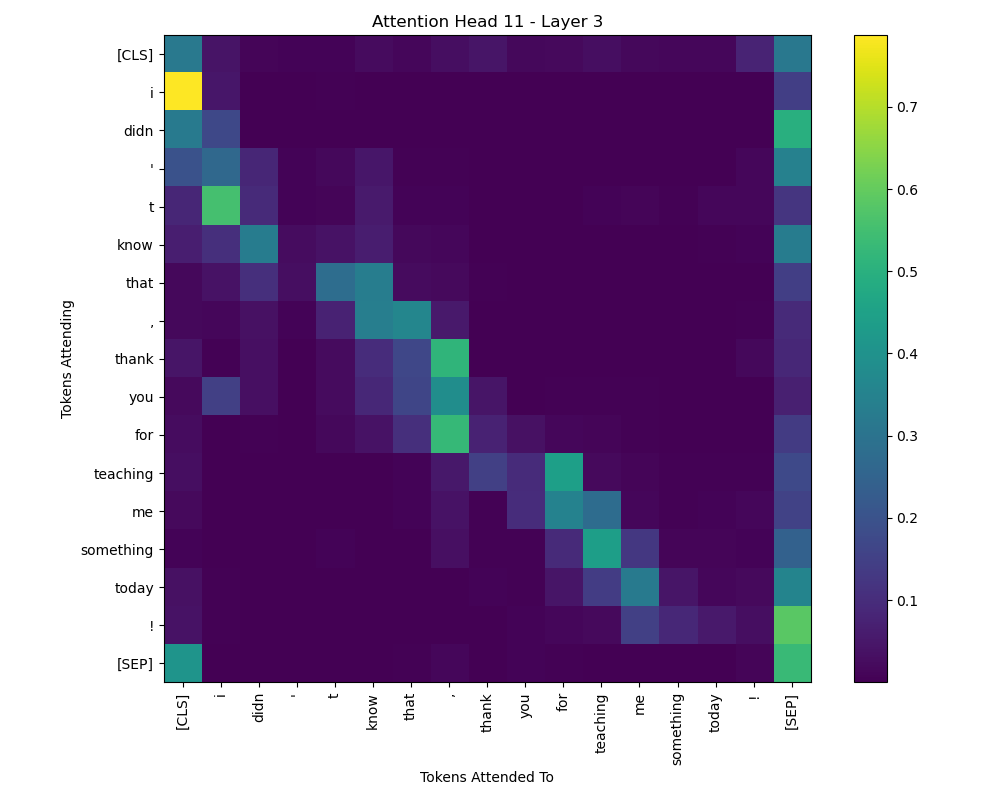 Attention Head 11 - Layer 3
Tokens Attending
[CLS]
i
didn
'
t
know
that
,
thank
you
for
teaching
me
something
today
!
[SEP]
[CLS]
i
didn
'
t
know
that
,
thank
you
for
teaching
me
something
today
!
[SEP]
Tokens Attended To
0.7
0.6
0.5
0.4
0.3
0.2
0.1